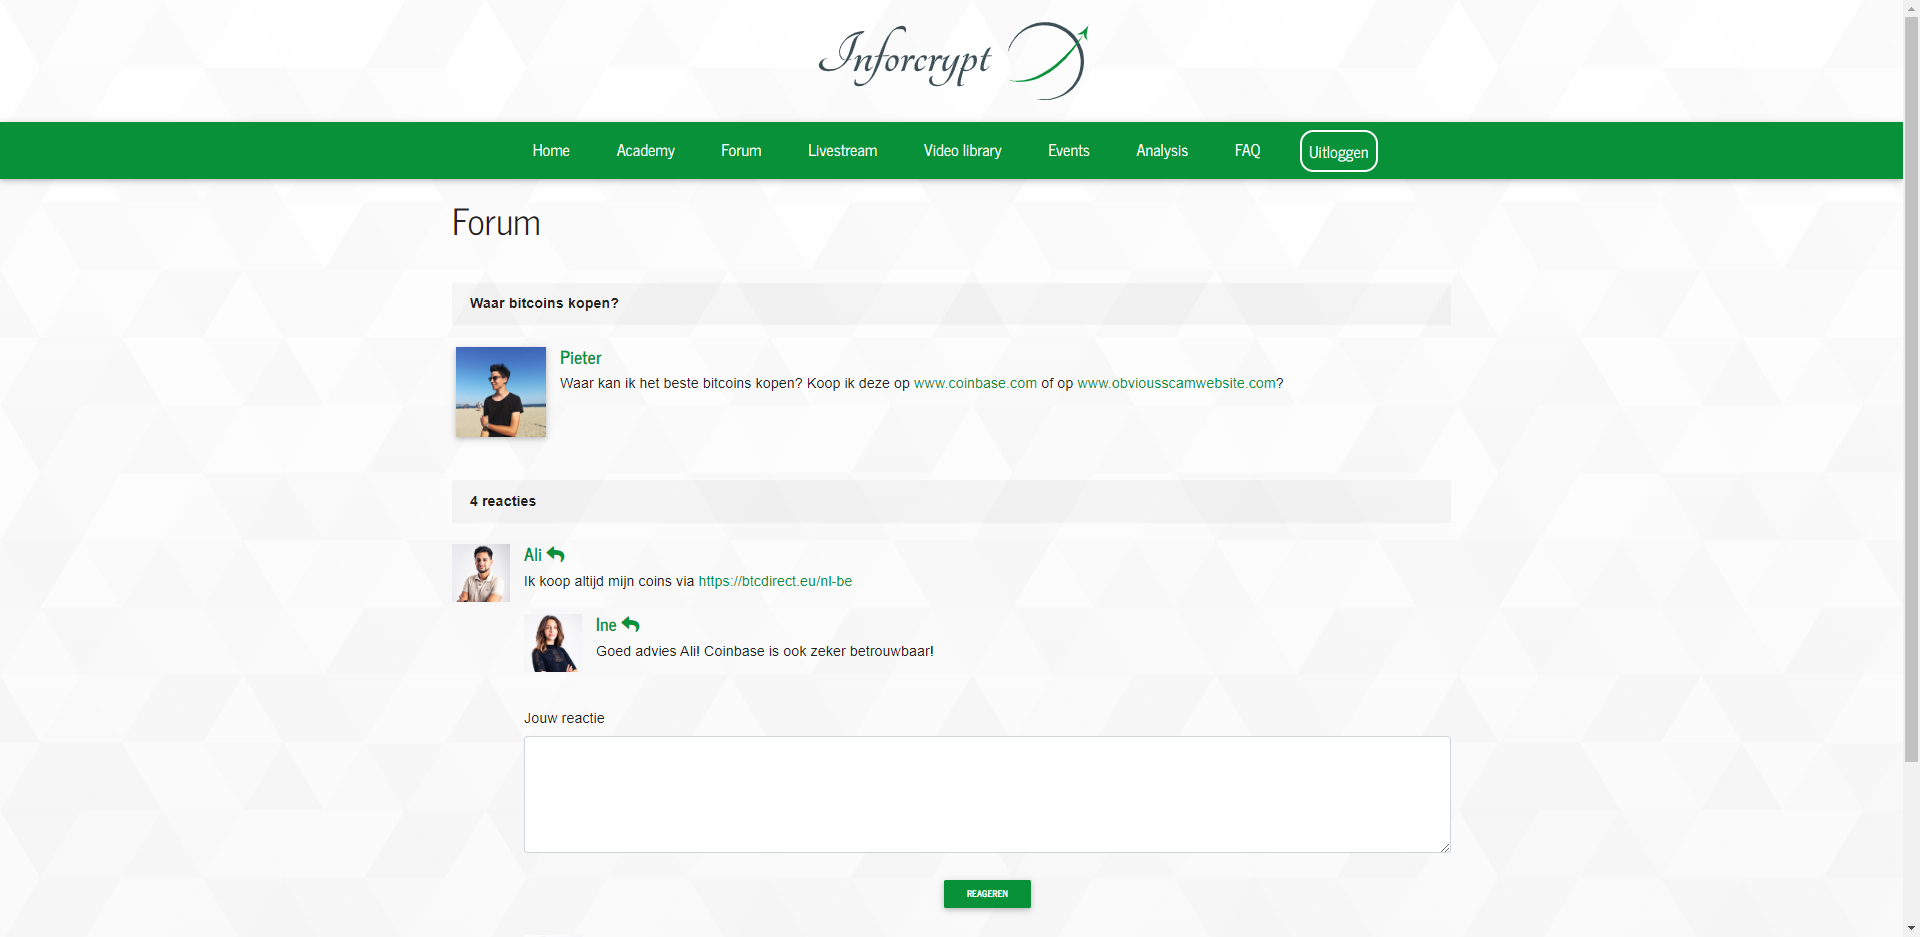 Inforcrypt
Home Academy Forum Livestream Video library Events Analysis FAQ Uitloggen
Forum
Waar bitcoins kopen?
Pieter
Waar kan ik het beste bitcoins kopen? Koop ik deze op www.coinbase.com of op www.obviousscamwebsite.com?
4 reacties
Ali
Ik koop altijd mijn coins via https://btcdirect.eu/nl-be
Ine
Goed advies Ali! Coinbase is ook zeker betrouwbaar!
Jouw reactie
REAGEREN